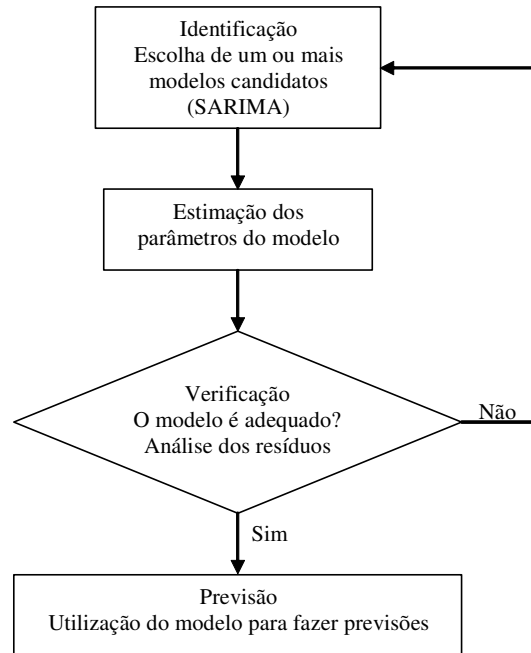 Identificação
Escolha de um ou mais
modelos candidatos
(SARIMA)
Estimação dos
parâmetros do modelo
Verificação
O modelo é adequado?
Análise dos resíduos
Não
Sim
Previsão
Utilização do modelo para fazer previsões